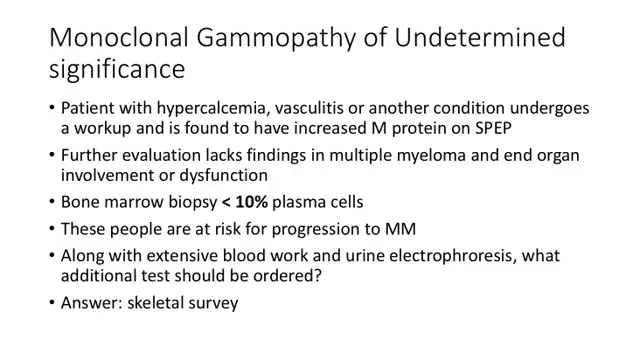 Monoclonal Gammopathy of Undetermined
significance
• Patient with hypercalcemia, vasculitis or another condition undergoes
a workup and is found to have increased M protein on SPEP
• Further evaluation lacks findings in multiple myeloma and end organ
involvement or dysfunction
• Bone marrow biopsy < 10% plasma cells
• These people are at risk for progression to MM
• Along with extensive blood work and urine electrophroresis, what
additional test should be ordered?
• Answer: skeletal survey